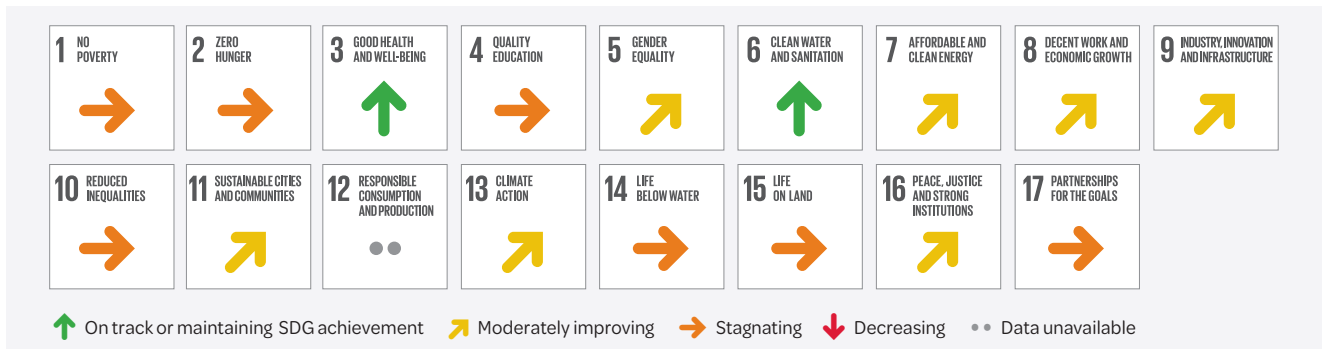 1 NO POVERTY
2 ZERO HUNGER
3 GOOD HEALTH AND WELL-BEING
4 QUALITY EDUCATION
5 GENDER EQUALITY
6 CLEAN WATER AND SANITATION
7 AFFORDABLE AND CLEAN ENERGY
8 DECENT WORK AND ECONOMIC GROWTH
9 INDUSTRY, INNOVATION AND INFRASTRUCTURE
10 REDUCED INEQUALITIES
11 SUSTAINABLE CITIES AND COMMUNITIES
12 RESPONSIBLE CONSUMPTION AND PRODUCTION
13 CLIMATE ACTION
14 LIFE BELOW WATER
15 LIFE ON LAND
16 PEACE, JUSTICE AND STRONG INSTITUTIONS
17 PARTNERSHIPS FOR THE GOALS
On track or maintaining SDG achievement
Moderately improving
Stagnating
Decreasing
Data unavailable